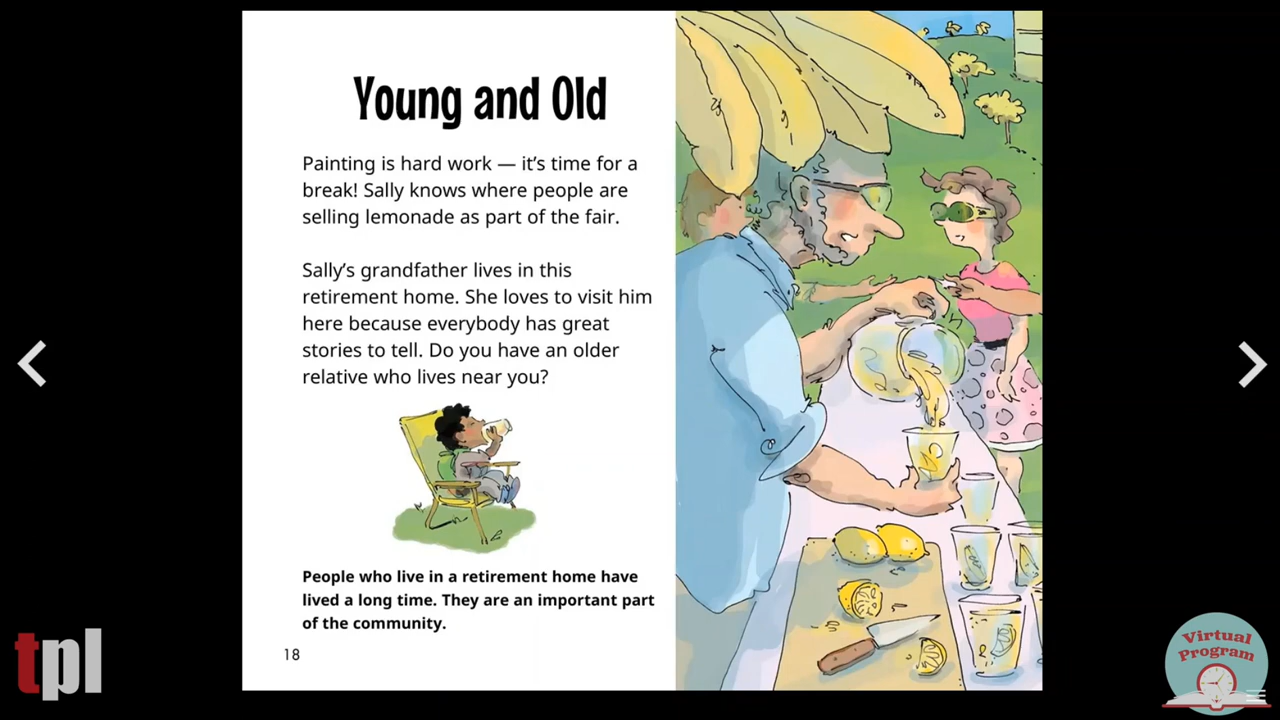 Young and Old
Painting is hard work — it's time for a
break! Sally knows where people are
selling lemonade as part of the fair.
Sally's grandfather lives in this
retirement home. She loves to visit him
here because everybody has great
stories to tell. Do you have an older
relative who lives near you?
People who live in a retirement home have
lived a long time. They are an important part
of the community.
18
tpl
Virtual
Program